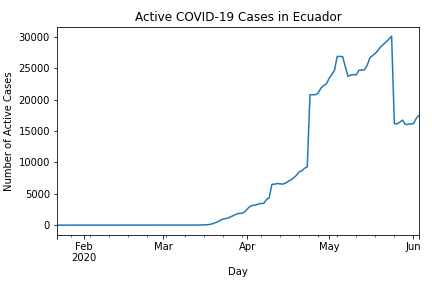 Active COVID-19 Cases in Ecuador
Number of Active Cases
30000
25000
20000
15000
10000
5000
0
Feb
2020
Mar
Apr
May
Jun
Day